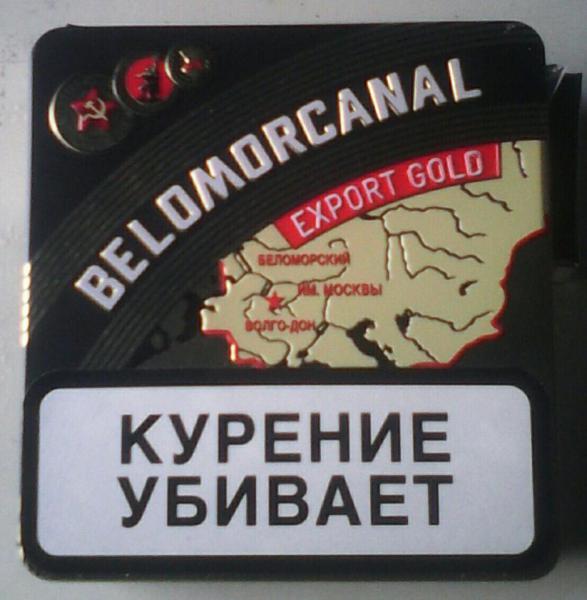 BELOMORCANAL
EXPORT GOLD
БЕЛОМОРСКИЙ
ИМ. МОСКВЫ
ВОЛГО-ДОН
КУРЕНИЕ
УБИВАЕТ